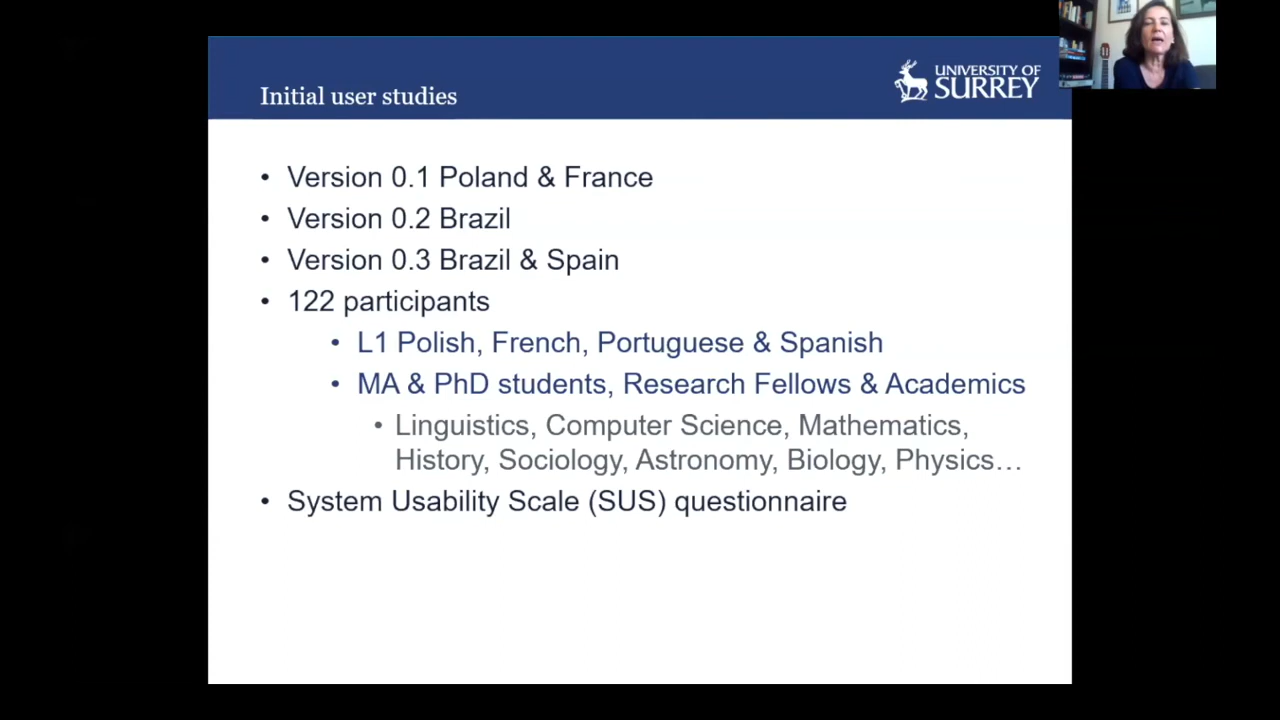 Initial user studies
UNIVERSITY OF
SURREY
• Version 0.1 Poland & France
• Version 0.2 Brazil
• Version 0.3 Brazil & Spain
• 122 participants
• L1 Polish, French, Portuguese & Spanish
• MA & PhD students, Research Fellows & Academics
• Linguistics, Computer Science, Mathematics,
History, Sociology, Astronomy, Biology, Physics…
• System Usability Scale (SUS) questionnaire